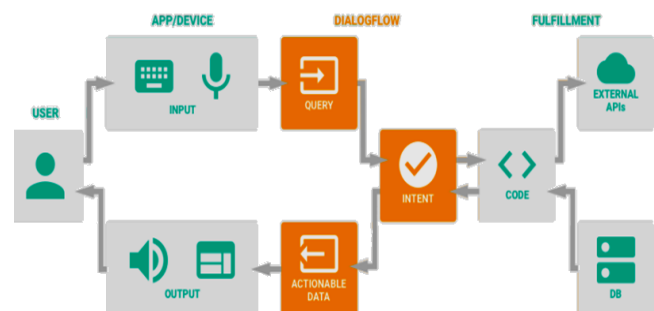 APP/DEVICE
DIALOGFLOW
FULFILLMENT
USER
INPUT
QUERY
INTENT
CODE
EXTERNAL
APIs
OUTPUT
ACTIONABLE
DATA
DB